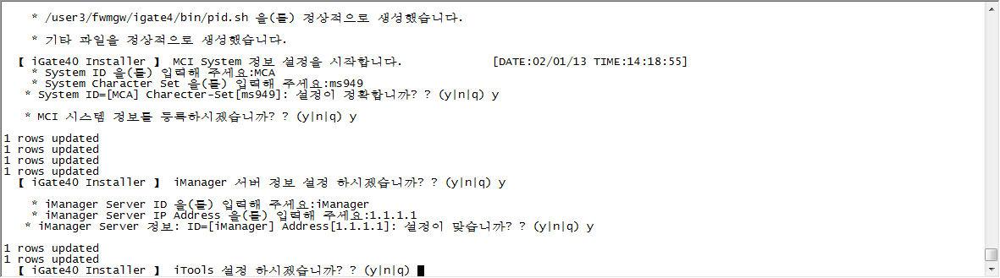 * /user3/fwmgw/igate4/bin/pid.sh 을(를) 정상적으로 생성했습니다.
* 기타 파일을 정상적으로 생성했습니다.
【 iGate40 Installer 】 MCI System 정보 설정을 시작합니다. [DATE:02/01/13 TIME:14:18:55]
* System ID 을(를) 입력해 주세요:MCA
* System Character Set 을(를) 입력해 주세요:ms949
* System ID=[MCA] Charecter-Set[ms949]: 설정이 정확합니까? ? (y|n|q) y
* MCI 시스템 정보를 등록하시겠습니까? ? (y|n|q) y
1 rows updated
1 rows updated
1 rows updated
1 rows updated
【 iGate40 Installer 】 iManager 서버 정보 설정 하시겠습니까? ? (y|n|q) y
* iManager Server ID 을(를) 입력해 주세요:iManager
* iManager Server IP Address 을(를) 입력해 주세요:1.1.1.1
* iManager Server 정보: ID=[iManager] Address[1.1.1.1]: 설정이 맞습니까? ? (y|n|q) y
1 rows updated
1 rows updated
【 iGate40 Installer 】 iTools 설정 하시겠습니까? ? (y|n|q)